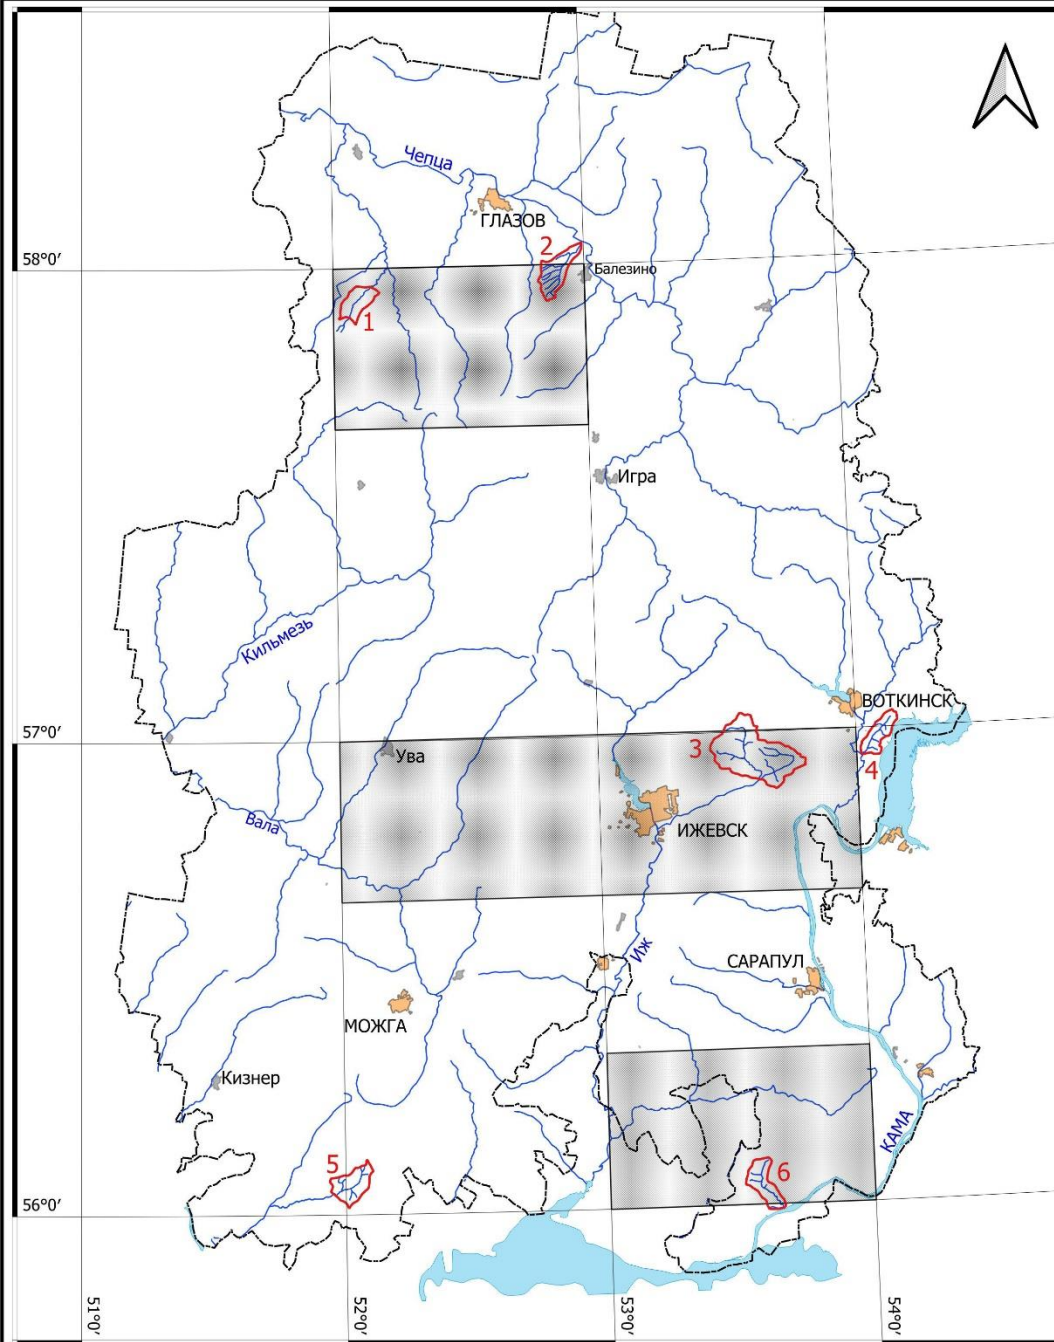 Чепца
ГЛАЗОВ
2
58°0'
Балезино
1
Игра
Кильмезь
ВОТКИНСК
57°0'
3
Ува
4
Вала
ИЖЕВСК
Иж
САРАПУЛ
МОЖГА
Кизнер
КАМА
5
6
56°0'
51°0'
52°0'
53°0'
54°0'